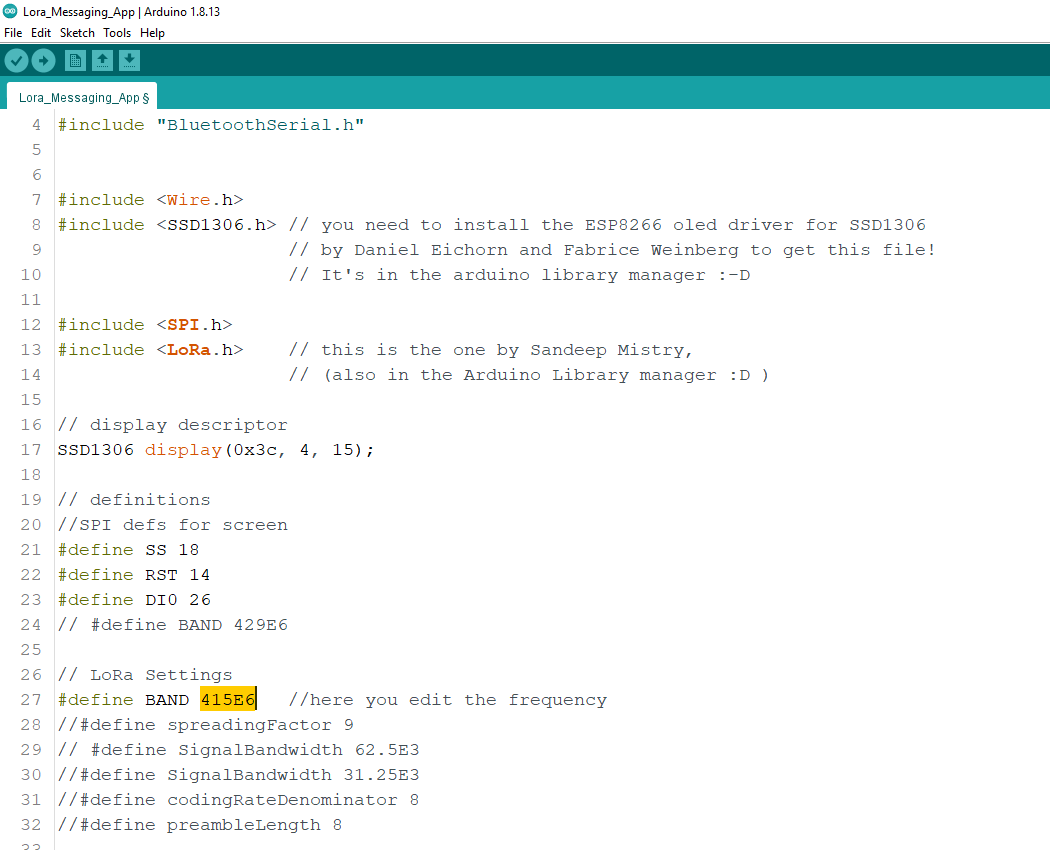 Lora_Messaging_App | Arduino 1.8.13
File Edit Sketch Tools Help
Lora_Messaging_App §
4 #include "BluetoothSerial.h"
5
6
7 #include <Wire.h>
8 #include <SSD1306.h> // you need to install the ESP8266 oled driver for SSD1306
9 // by Daniel Eichorn and Fabrice Weinberg to get this file!
10 // It's in the arduino library manager :-D
11
12 #include <SPI.h>
13 #include <LoRa.h> // this is the one by Sandeep Mistry,
14 // (also in the Arduino Library manager :D )
15
16 // display descriptor
17 SSD1306 display(0x3c, 4, 15);
18
19 // definitions
20 //SPI defs for screen
21 #define SS 18
22 #define RST 14
23 #define DI0 26
24 // #define BAND 429E6
25
26 // LoRa Settings
27 #define BAND 415E6 //here you edit the frequency
28 //#define spreadingFactor 9
29 // #define SignalBandwidth 62.5E3
30 //#define SignalBandwidth 31.25E3
31 //#define codingRateDenominator 8
32 //#define preambleLength 8
33